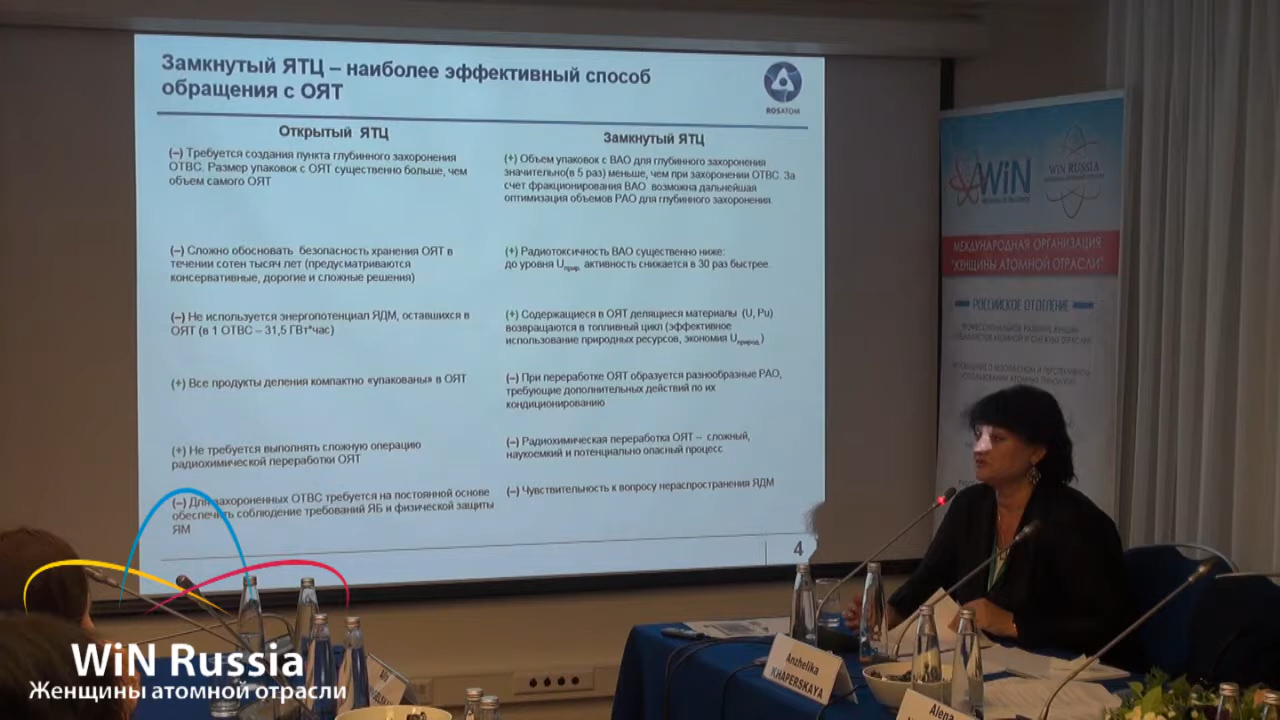 Замкнутый ЯТЦ – наиболее эффективный способ
обращения с ОЯТ
ROSATOM
Открытый ЯТЦ
(–) Требуется создания пункта глубинного захоронения
ОТВС. Размер упаковок с ОЯТ существенно больше, чем
объем самого ОЯТ
(–) Сложно обосновать безопасность хранения ОЯТ в
течении сотен тысяч лет (предусматриваются
консервативные, дорогие и сложные решения)
(–) Не используется энергопотенциал ЯДМ, оставшихся в
ОЯТ (в 1 ОТВС – 31,5 ГВт*час)
(+) Все продукты деления компактно «упакованы» в ОЯТ
(+) Не требуется выполнять сложную операцию
радиохимической переработки ОЯТ
(–) Для захороненных ОТВС требуется на постоянной основе
обеспечить соблюдение требований ЯБ и физической защиты
ЯМ
Замкнутый ЯТЦ
(+) Объем упаковок с ВАО для глубинного захоронения
значительно(в 5 раз) меньше, чем при захоронении ОТВС. За
счет фракционирования ВАО возможна дальнейшая
оптимизация объемов РАО для глубинного захоронения.
(+) Радиотоксичность ВАО существенно ниже:
до уровня Uприр. активность снижается в 30 раз быстрее.
(+) Содержащиеся в ОЯТ делящиеся материалы (U, Pu)
возвращаются в топливный цикл (эффективное
использование природных ресурсов, экономия Uприрод.)
(–) При переработке ОЯТ образуется разнообразные РАО,
требующие дополнительных действий по их
кондиционированию
(–) Радиохимическая переработка ОЯТ – сложный,
наукоемкий и потенциально опасный процесс
(–) Чувствительность к вопросу нераспространения ЯДМ
4
WiN
WIN RUSSIA
МЕЖДУНАРОДНАЯ ОРГАНИЗАЦИЯ
"ЖЕНЩИНЫ АТОМНОЙ ОТРАСЛИ"
РОССИЙСКОЕ ОТДЕЛЕНИЕ
Anzhelika
KHAPERSKAYA
Alena
WiN Russia
Женщины атомной отрасли